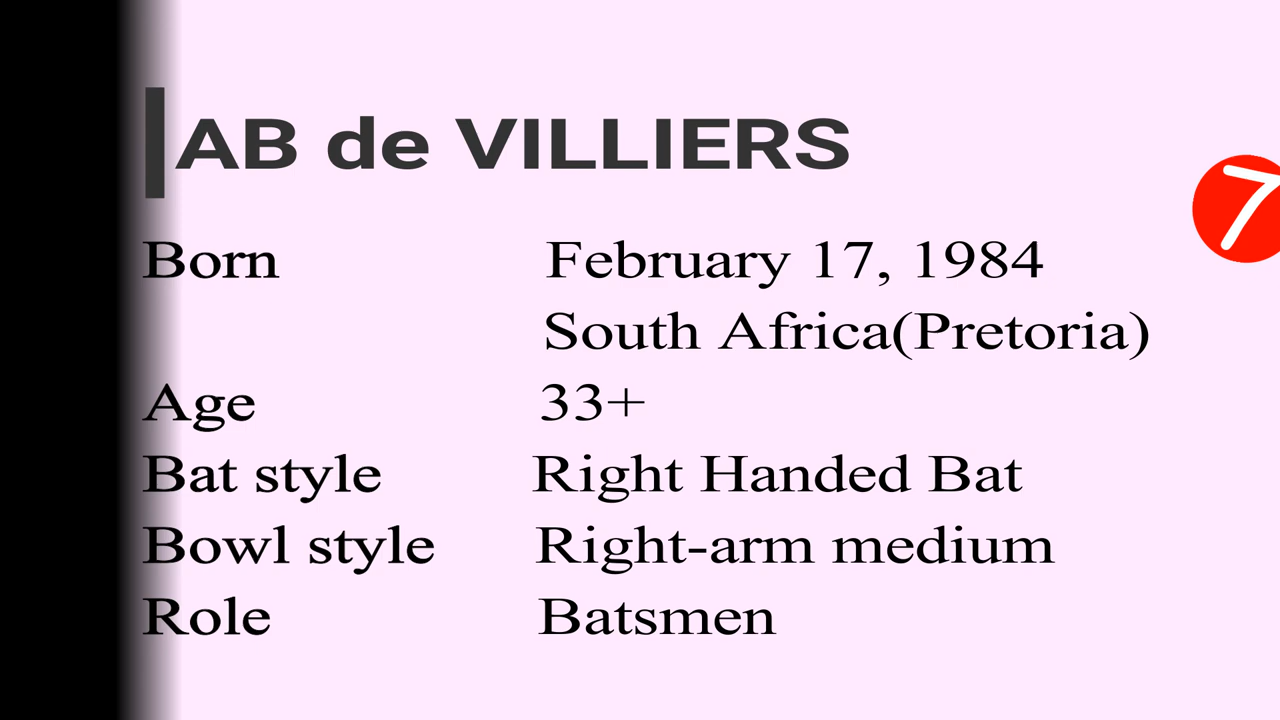 AB de VILLIERS
7
Born February 17, 1984
South Africa(Pretoria)
Age 33+
Bat style Right Handed Bat
Bowl style Right-arm medium
Role Batsmen